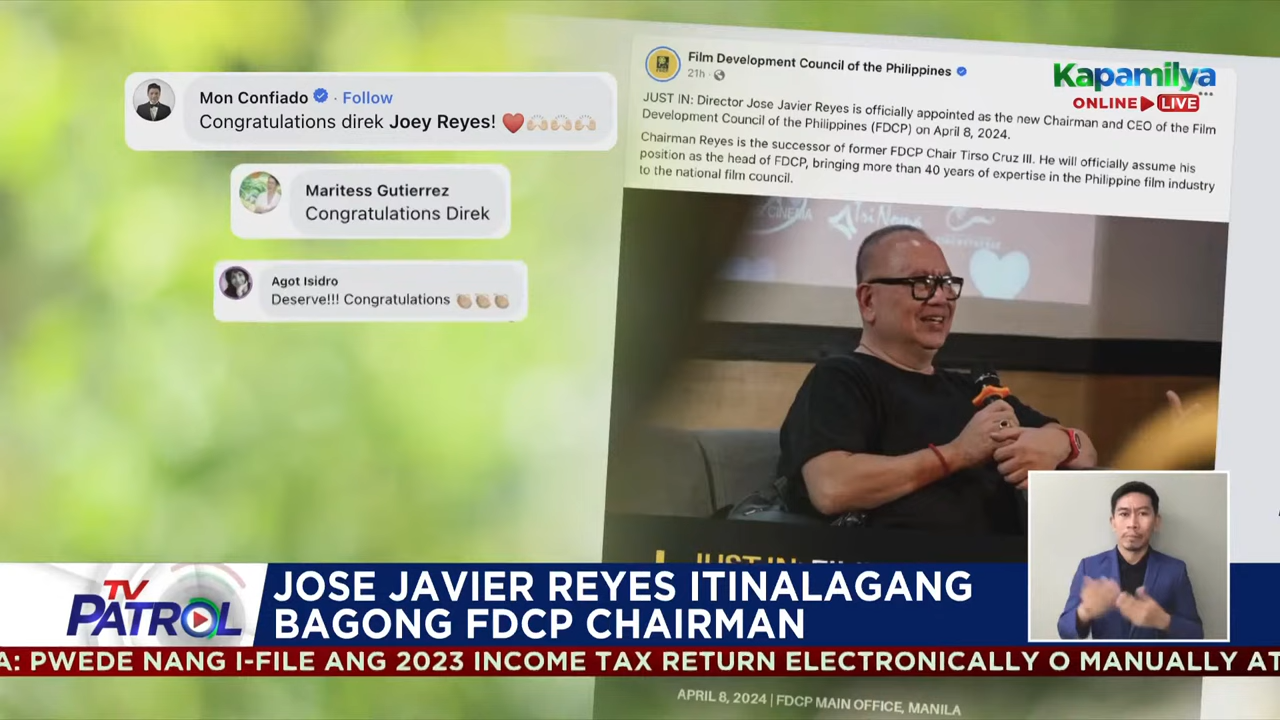 Mon Confiado · Follow
Congratulations direk Joey Reyes! ❤️🙌🏼🙌🏼🙌🏼
Maritess Gutierrez
Congratulations Direk
Agot Isidro
Deserve!!! Congratulations 👏🏼👏🏼👏🏼
Film Development Council of the Philippines
21h ·
JUST IN: Director Jose Javier Reyes is officially appointed as the new Chairman and CEO of the Film
Development Council of the Philippines (FDCP) on April 8, 2024.
Chairman Reyes is the successor of former FDCP Chair Tirso Cruz III. He will officially assume his
position as the head of FDCP, bringing more than 40 years of expertise in the Philippine film industry
to the national film council.
Kapamilya
ONLINE LIVE
CINEMA
JUST IN:
TV
PATROL
JOSE JAVIER REYES ITINALAGANG
BAGONG FDCP CHAIRMAN
A: PWEDE NANG I-FILE ANG 2023 INCOME TAX RETURN ELECTRONICALLY O MANUALLY AT
APRIL 8, 2024 | FDCP MAIN OFFICE, MANILA